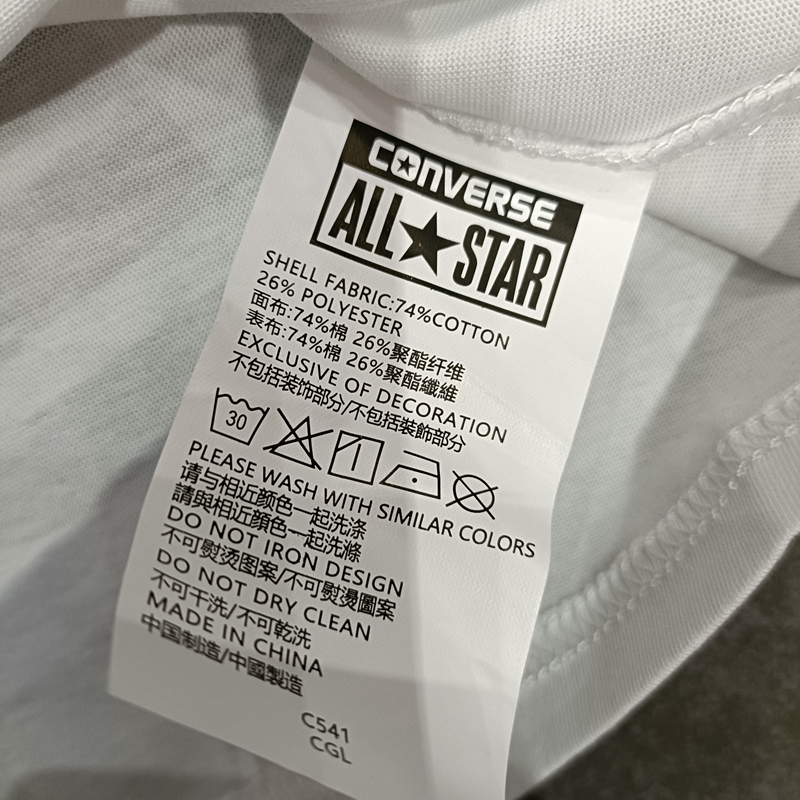 CONVERSE
ALL★STAR
SHELL FABRIC:74%COTTON
26% POLYESTER
面布:74%棉 26%聚酯纤维
表布:74%棉 26%聚酯纖維
EXCLUSIVE OF DECORATION
不包括装饰部分/不包括裝飾部分
30
PLEASE WASH WITH SIMILAR COLORS
请与相近颜色一起洗涤
請與相近顔色一起洗滌
DO NOT IRON DESIGN
不可熨烫图案/不可熨燙圖案
DO NOT DRY CLEAN
不可干洗/不可乾洗
MADE IN CHINA
中国制造/中國製造
C541
CGL